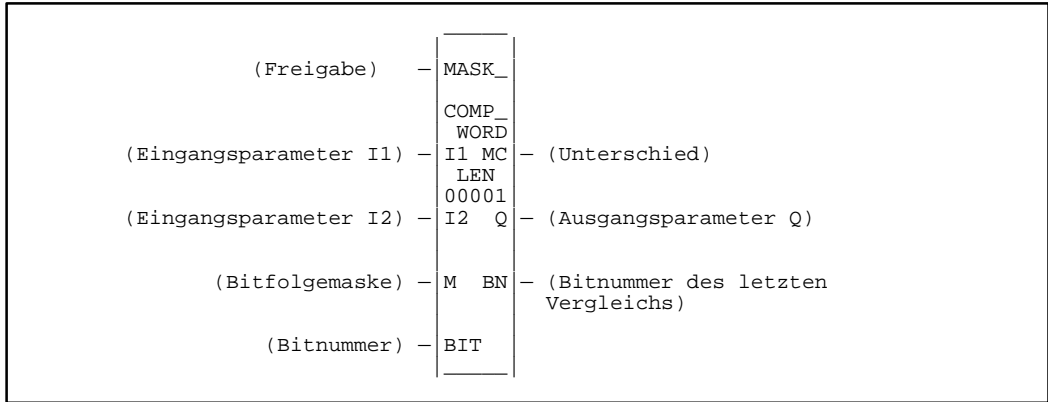 (Freigabe) — MASK_
COMP_
WORD
(Eingangsparameter I1) — I1 MC — (Unterschied)
LEN
00001
(Eingangsparameter I2) — I2 Q — (Ausgangsparameter Q)
(Bitfolgemaske) — M BN — (Bitnummer des letzten
Vergleichs)
(Bitnummer) — BIT